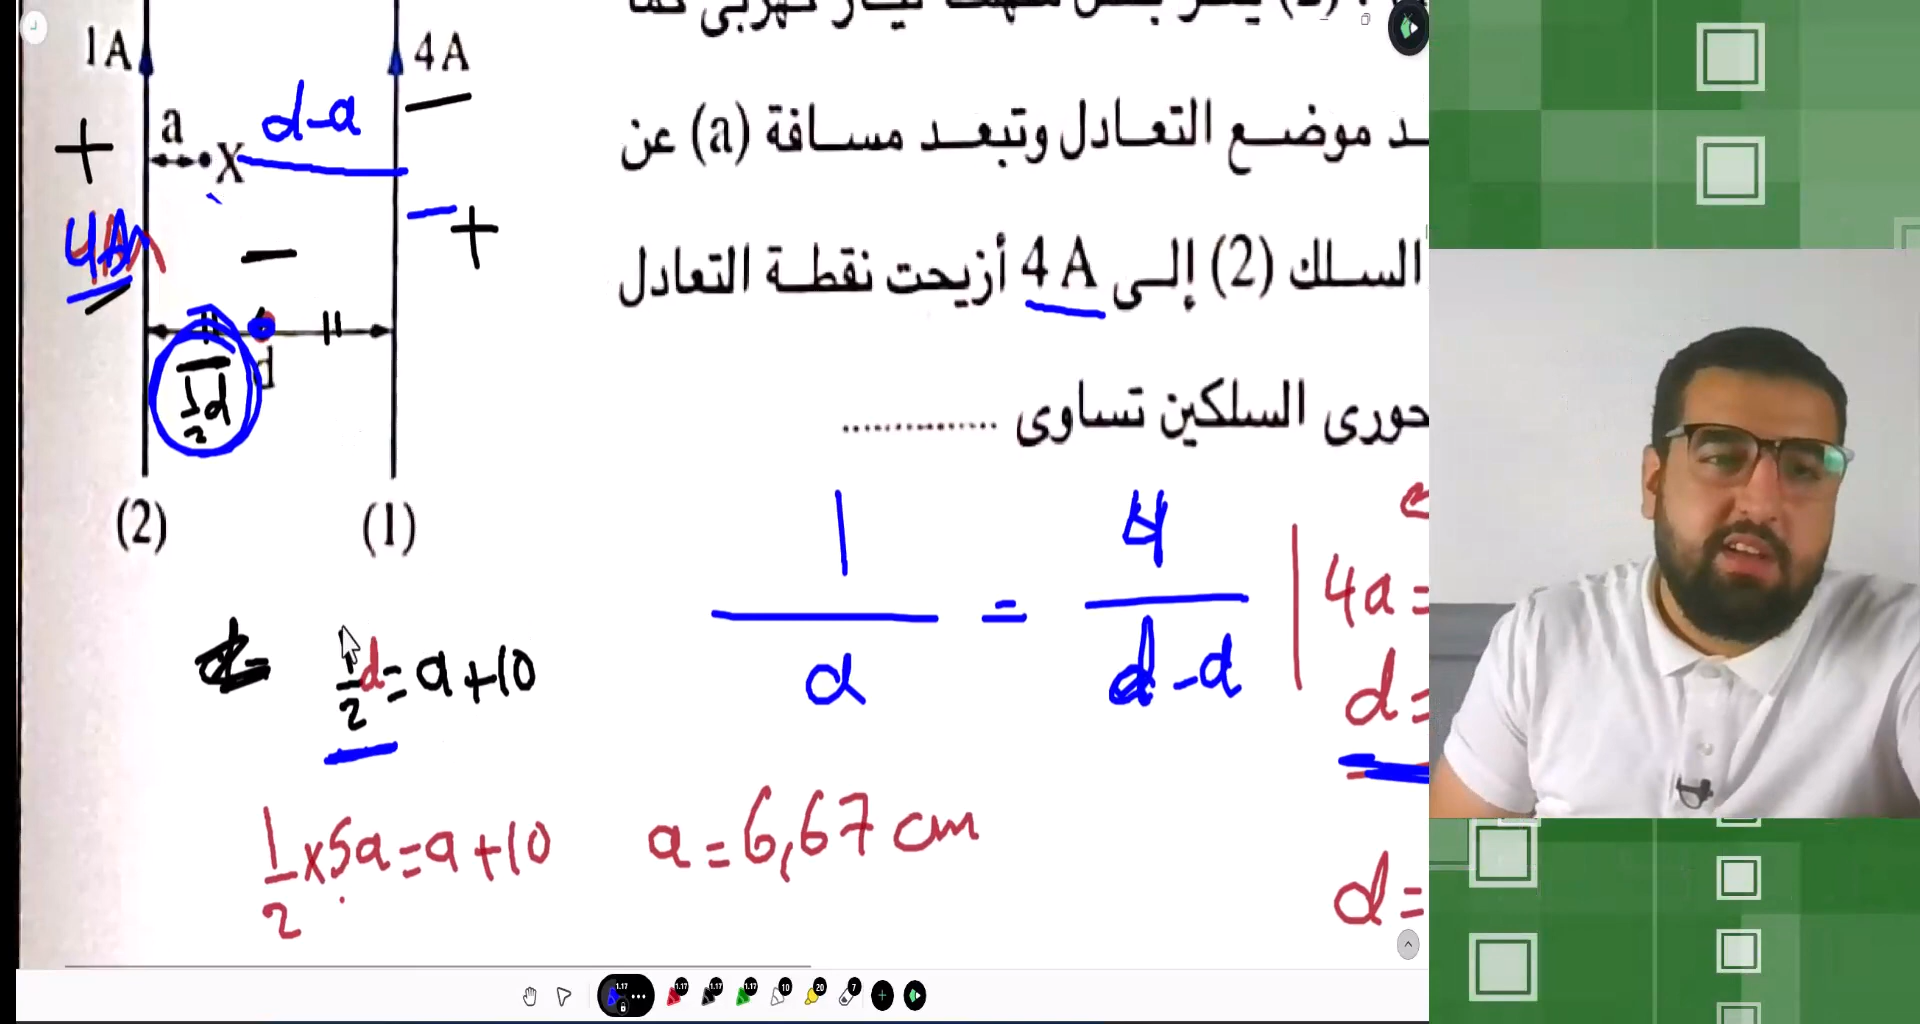 1A
4A
a
d-a
X
ـد موضع التعادل وتبعد مسافة (a) عن
+
4A
السلك (2) إلى 4 A أزيحت نقطة التعادل
- +
-
d
1/2 d
حورى السلكين تساوى ..............
(2)
(1)
1/a = 4/d-a
4a=
1/2 d = a+10
d=
1/2 x 5a = a+10
a = 6,67 cm
d=